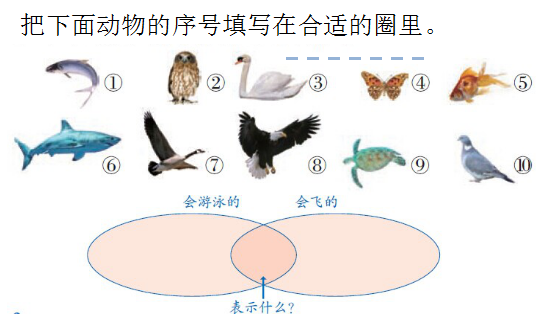 把下面动物的序号填写在合适的圈里。
① ② ③ ④ ⑤
⑥ ⑦ ⑧ ⑨ ⑩
会游泳的 会飞的
表示什么?